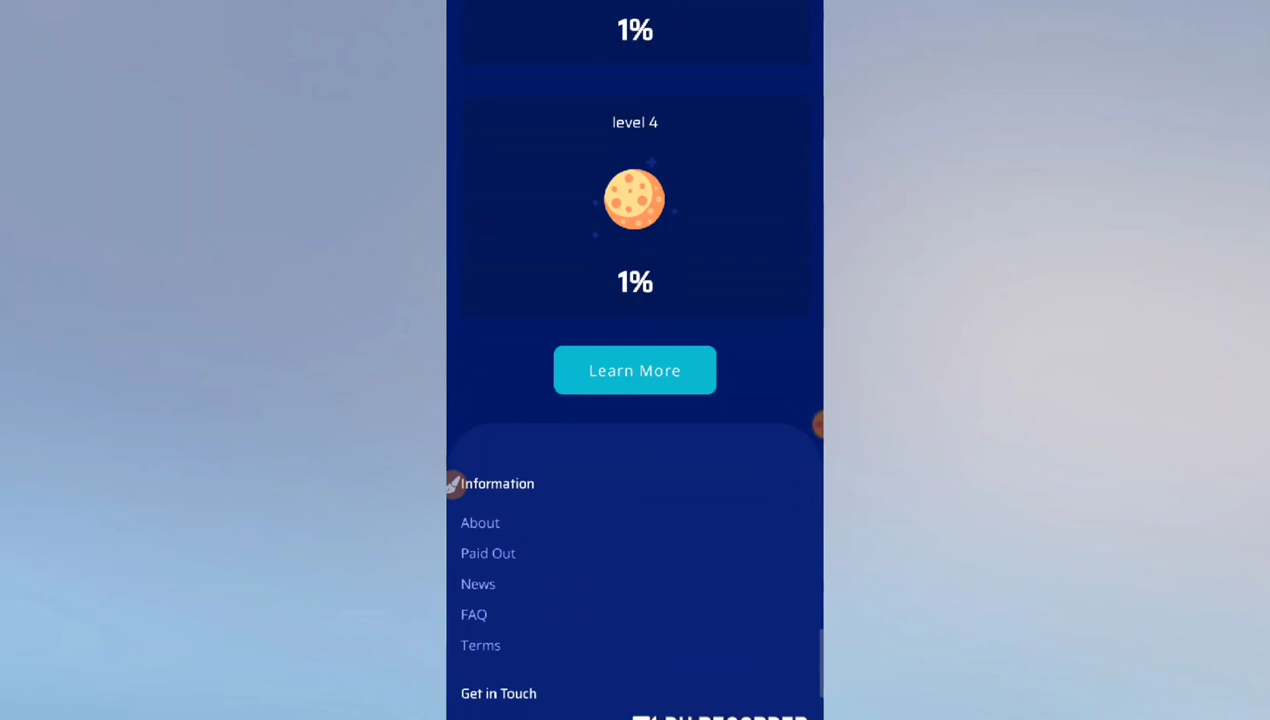 1%
level 4
1%
Learn More
Information
About
Paid Out
News
FAQ
Terms
Get in Touch